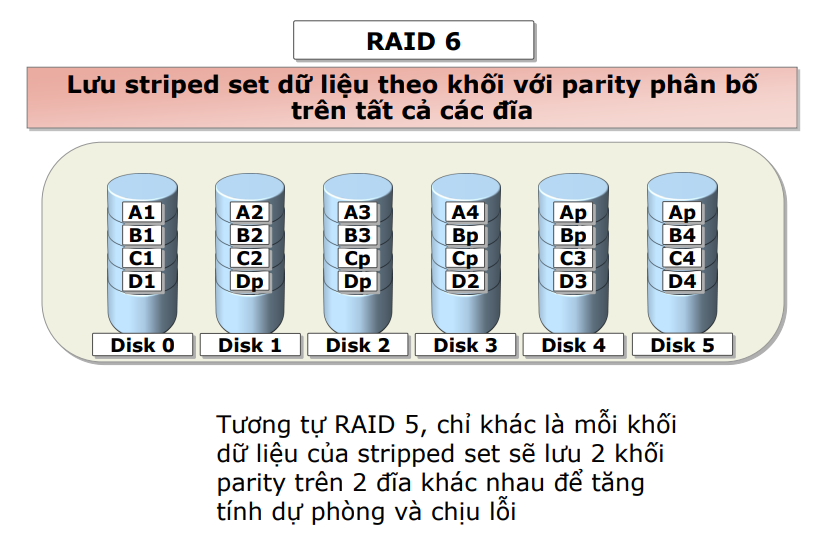 RAID 6
Lưu striped set dữ liệu theo khối với parity phân bố
trên tất cả các đĩa
A1 A2 A3 A4 Ap Ap
B1 B2 B3 Bp Bp B4
C1 C2 Cp Cp C3 C4
D1 Dp Dp D2 D3 D4
Disk 0 Disk 1 Disk 2 Disk 3 Disk 4 Disk 5
Tương tự RAID 5, chỉ khác là mỗi khối
dữ liệu của stripped set sẽ lưu 2 khối
parity trên 2 đĩa khác nhau để tăng
tính dự phòng và chịu lỗi